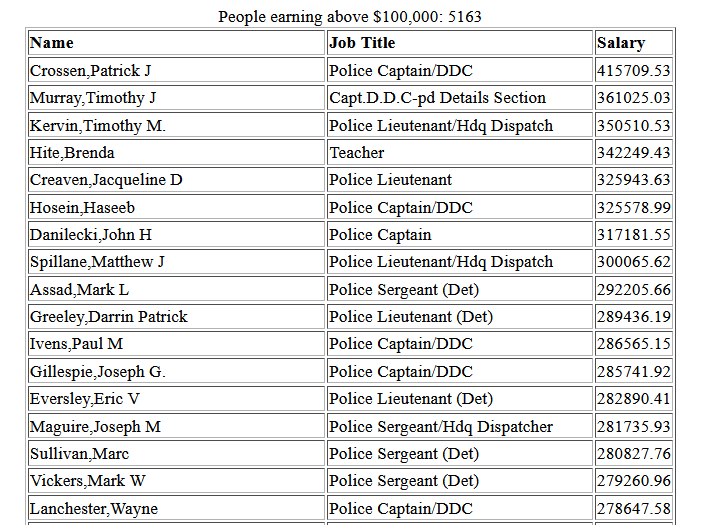 People earning above $100,000: 5163
Name Job Title Salary
Crossen,Patrick J Police Captain/DDC 415709.53
Murray,Timothy J Capt.D.D.C-pd Details Section 361025.03
Kervin,Timothy M. Police Lieutenant/Hdq Dispatch 350510.53
Hite,Brenda Teacher 342249.43
Creaven,Jacqueline D Police Lieutenant 325943.63
Hosein,Haseeb Police Captain/DDC 325578.99
Danilecki,John H Police Captain 317181.55
Spillane,Matthew J Police Lieutenant/Hdq Dispatch 300065.62
Assad,Mark L Police Sergeant (Det) 292205.66
Greeley,Darrin Patrick Police Lieutenant (Det) 289436.19
Ivens,Paul M Police Captain/DDC 286565.15
Gillespie,Joseph G. Police Captain/DDC 285741.92
Eversley,Eric V Police Lieutenant (Det) 282890.41
Maguire,Joseph M Police Sergeant/Hdq Dispatcher 281735.93
Sullivan,Marc Police Sergeant (Det) 280827.76
Vickers,Mark W Police Sergeant (Det) 279260.96
Lanchester,Wayne Police Captain/DDC 278647.58